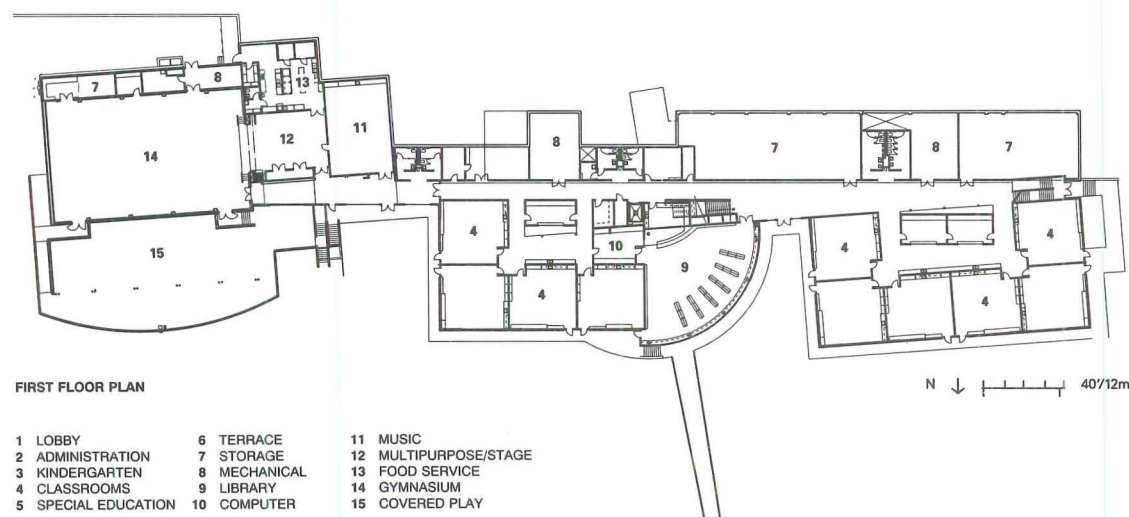 7
8
13
14
12
11
8
7
8
7
15
4
10
9
4
4
4
FIRST FLOOR PLAN
N
40'/12m
1 LOBBY
2 ADMINISTRATION
3 KINDERGARTEN
4 CLASSROOMS
5 SPECIAL EDUCATION
6 TERRACE
7 STORAGE
8 MECHANICAL
9 LIBRARY
10 COMPUTER
11 MUSIC
12 MULTIPURPOSE/STAGE
13 FOOD SERVICE
14 GYMNASIUM
15 COVERED PLAY